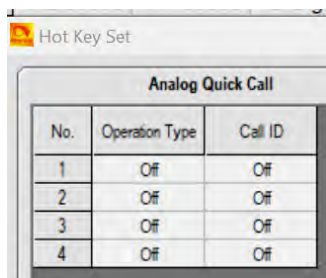 Hot Key Set
Analog Quick Call
No. Operation Type Call ID
1 Off Off
2 Off Off
3 Off Off
4 Off Off